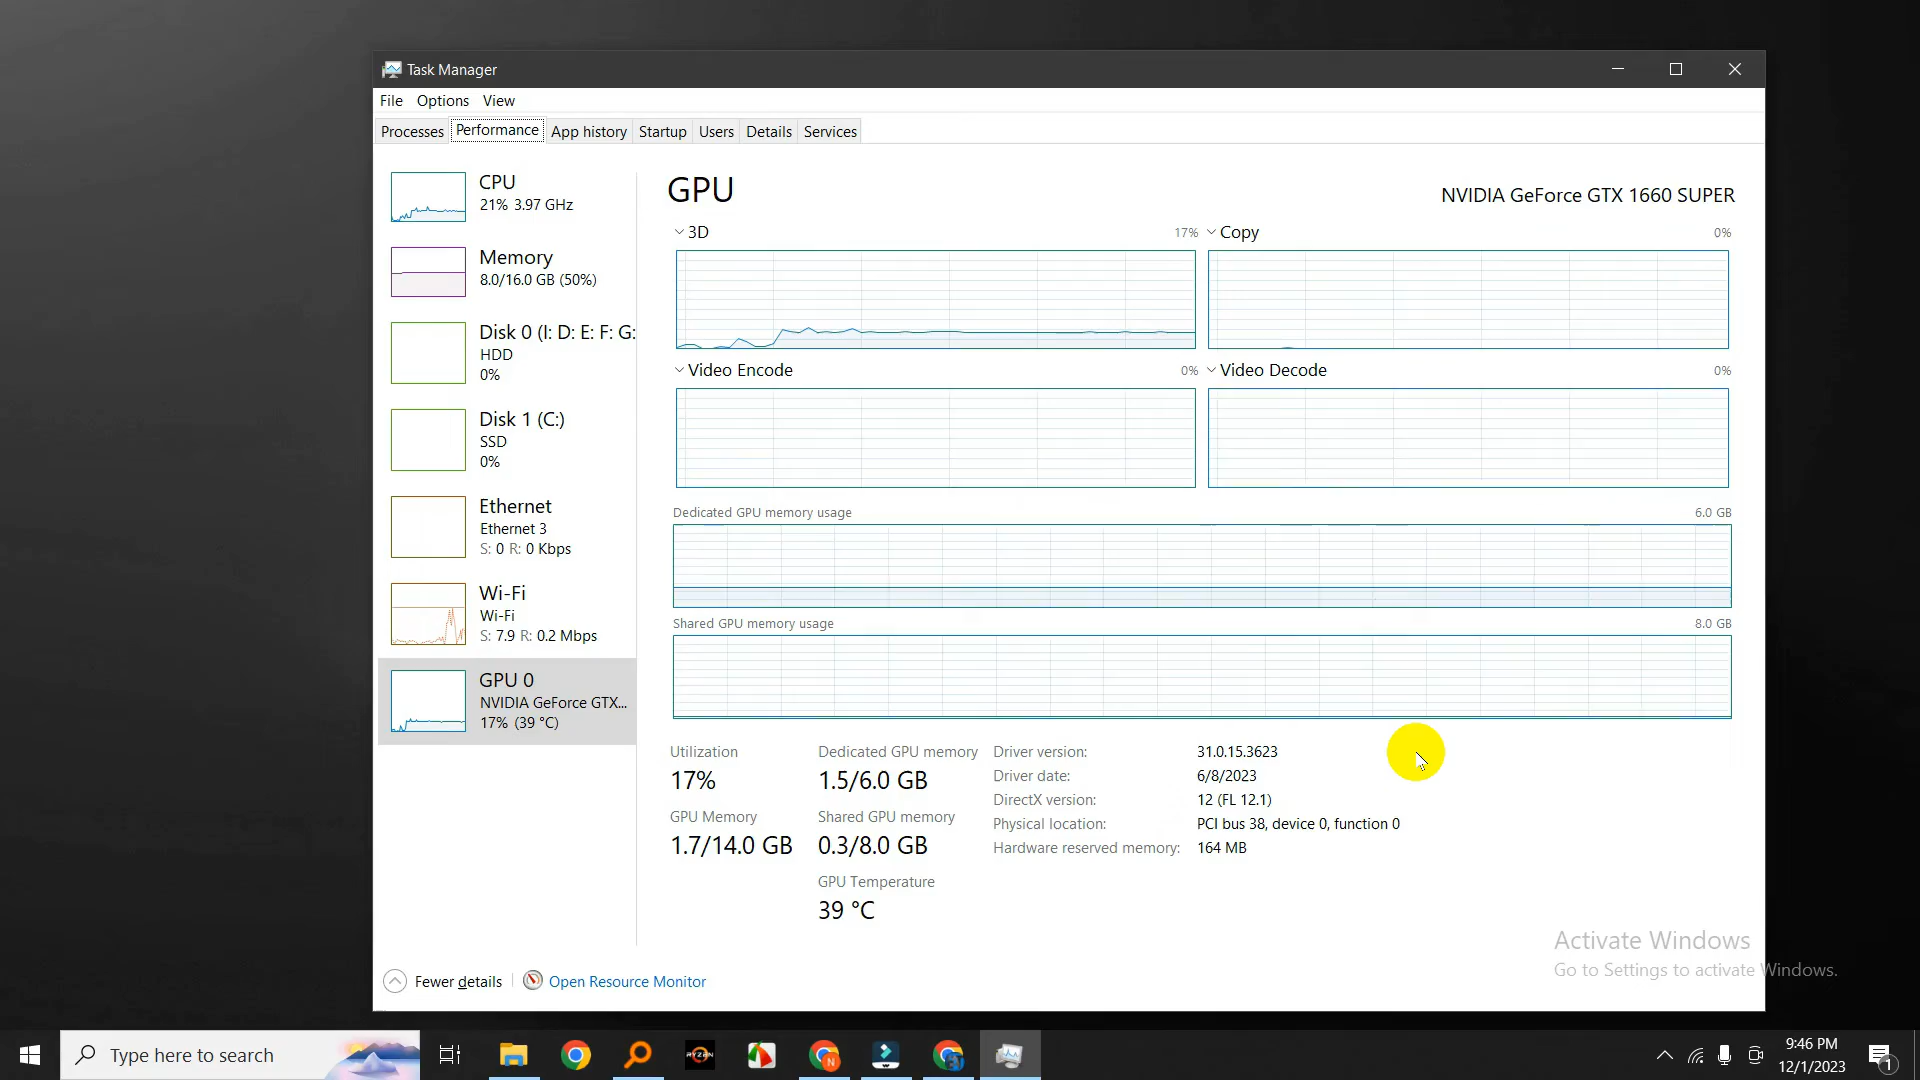 Task Manager
File Options View
Processes Performance App history Startup Users Details Services
CPU
21% 3.97 GHz
Memory
8.0/16.0 GB (50%)
Disk 0 (I: D: E: F: G:
HDD
0%
Disk 1 (C:)
SSD
0%
Ethernet
Ethernet 3
S: 0 R: 0 Kbps
Wi-Fi
Wi-Fi
S: 7.9 R: 0.2 Mbps
GPU 0
NVIDIA GeForce GTX...
17% (39 °C)
GPU NVIDIA GeForce GTX 1660 SUPER
3D 17% Copy 0%
Video Encode 0% Video Decode 0%
Dedicated GPU memory usage 6.0 GB
Shared GPU memory usage 8.0 GB
Utilization
17%
GPU Memory
1.7/14.0 GB
Dedicated GPU memory
1.5/6.0 GB
Shared GPU memory
0.3/8.0 GB
GPU Temperature
39 °C
Driver version: 31.0.15.3623
Driver date: 6/8/2023
DirectX version: 12 (FL 12.1)
Physical location: PCI bus 38, device 0, function 0
Hardware reserved memory: 164 MB
Activate Windows
Go to Settings to activate Windows.
Fewer details Open Resource Monitor
Type here to search
RYZEN
N
9:46 PM
12/1/2023
1